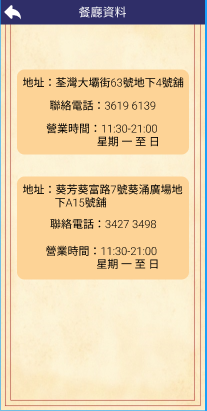 餐廳資料
地址：荃灣大壩街63號地下4號舖
聯絡電話：3619 6139
營業時間：11:30-21:00
星期 一 至 日
地址：葵芳葵富路7號葵涌廣場地
下A15號舖
聯絡電話：3427 3498
營業時間：11:30-21:00
星期 一 至 日